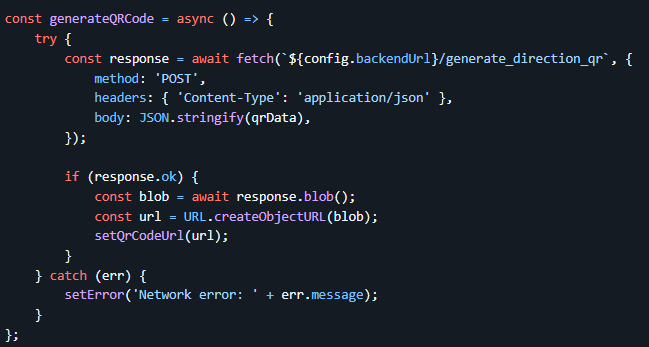 const generateQRCode = async () => {
    try {
        const response = await fetch(`${config.backendUrl}/generate_direction_qr`, {
            method: 'POST',
            headers: { 'Content-Type': 'application/json' },
            body: JSON.stringify(qrData),
        });

        if (response.ok) {
            const blob = await response.blob();
            const url = URL.createObjectURL(blob);
            setQrCodeUrl(url);
        }
    } catch (err) {
        setError('Network error: ' + err.message);
    }
};